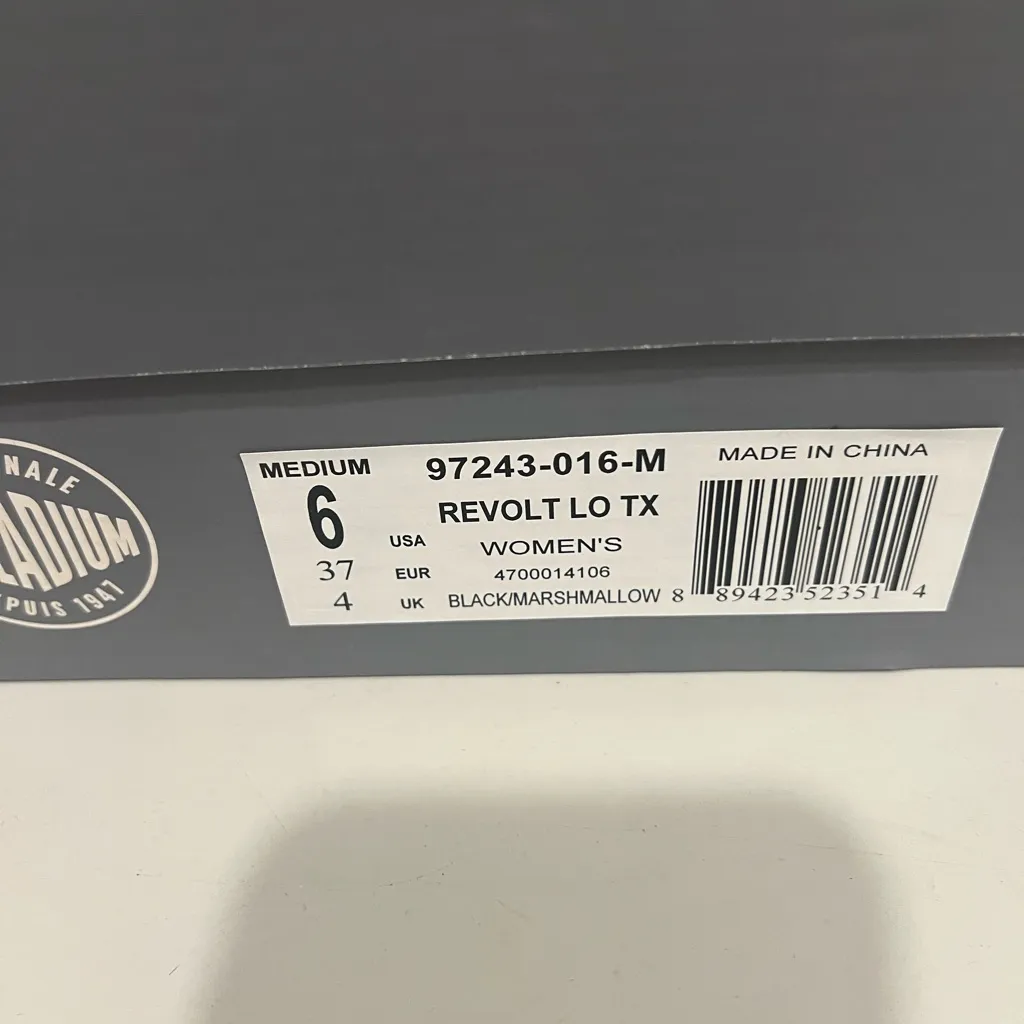 NALE
LADIUM
PUIS 1947
MEDIUM
6 USA
37 EUR
4 UK
97243-016-M
REVOLT LO TX
WOMEN'S
4700014106
BLACK/MARSHMALLOW
MADE IN CHINA
8 89423 52351 4